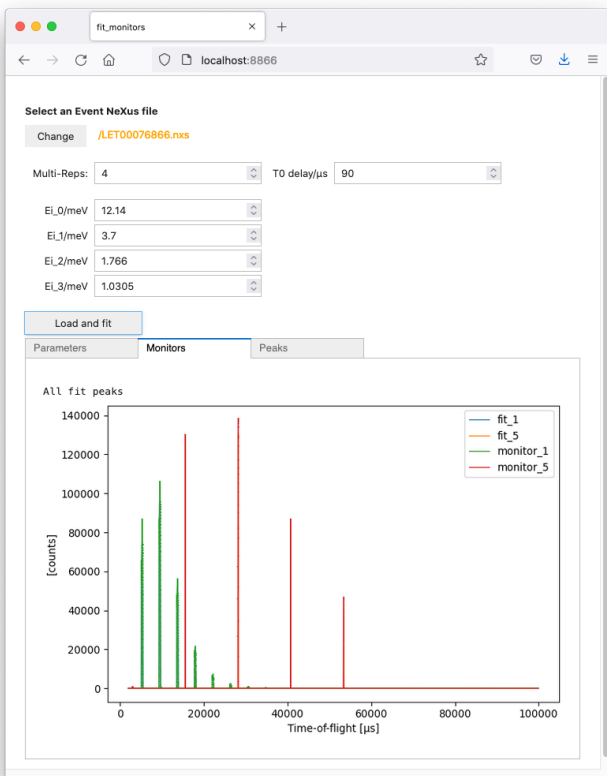 fit_monitors
localhost:8866
Select an Event NeXus file
Change /LET00076866.nxs
Multi-Reps: 4 T0 delay/μs 90
Ei_0/meV 12.14
Ei_1/meV 3.7
Ei_2/meV 1.766
Ei_3/meV 1.0305
Load and fit
Parameters Monitors Peaks
All fit peaks
140000
120000
100000
80000
60000
40000
20000
0
[counts]
fit_1
fit_5
monitor_1
monitor_5
0 20000 40000 60000 80000 100000
Time-of-flight [μs]